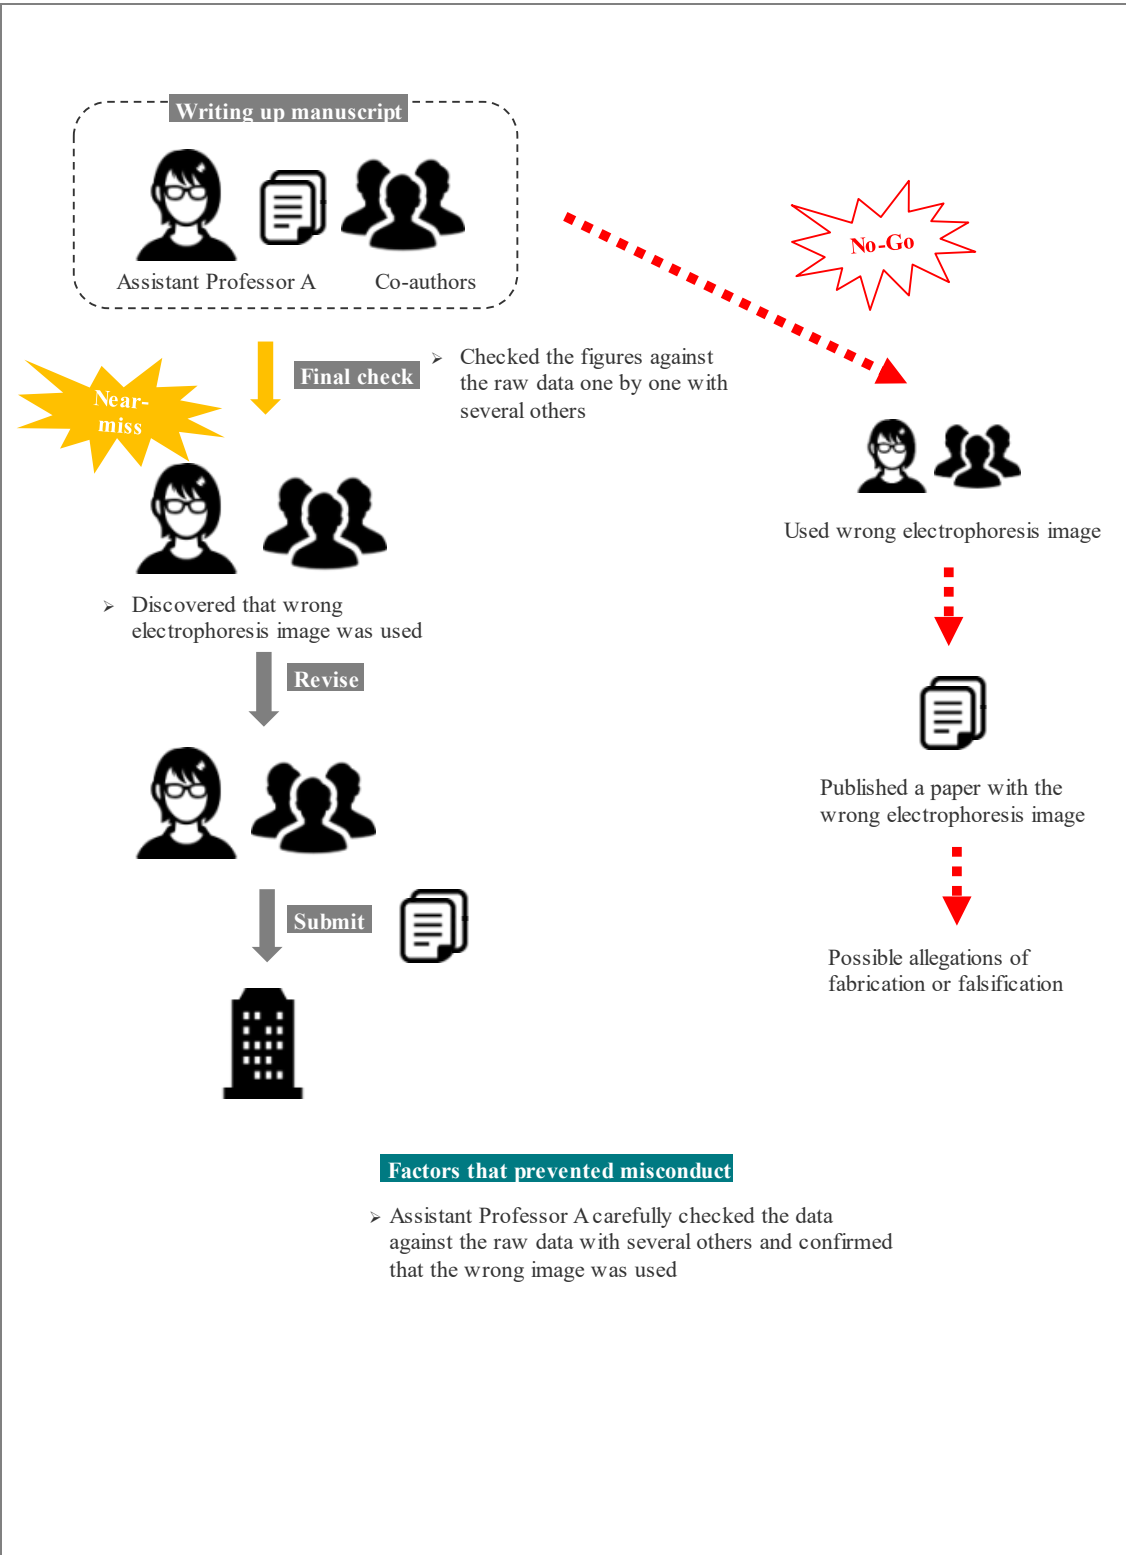 Writing up manuscript
Assistant Professor A
Co-authors
No-Go
Near-
miss
Final check
➢ Checked the figures against
the raw data one by one with
several others
Used wrong electrophoresis image
➢ Discovered that wrong
electrophoresis image was used
Revise
Published a paper with the
wrong electrophoresis image
Submit
Possible allegations of
fabrication or falsification
Factors that prevented misconduct
➢ Assistant Professor A carefully checked the data
against the raw data with several others and confirmed
that the wrong image was used